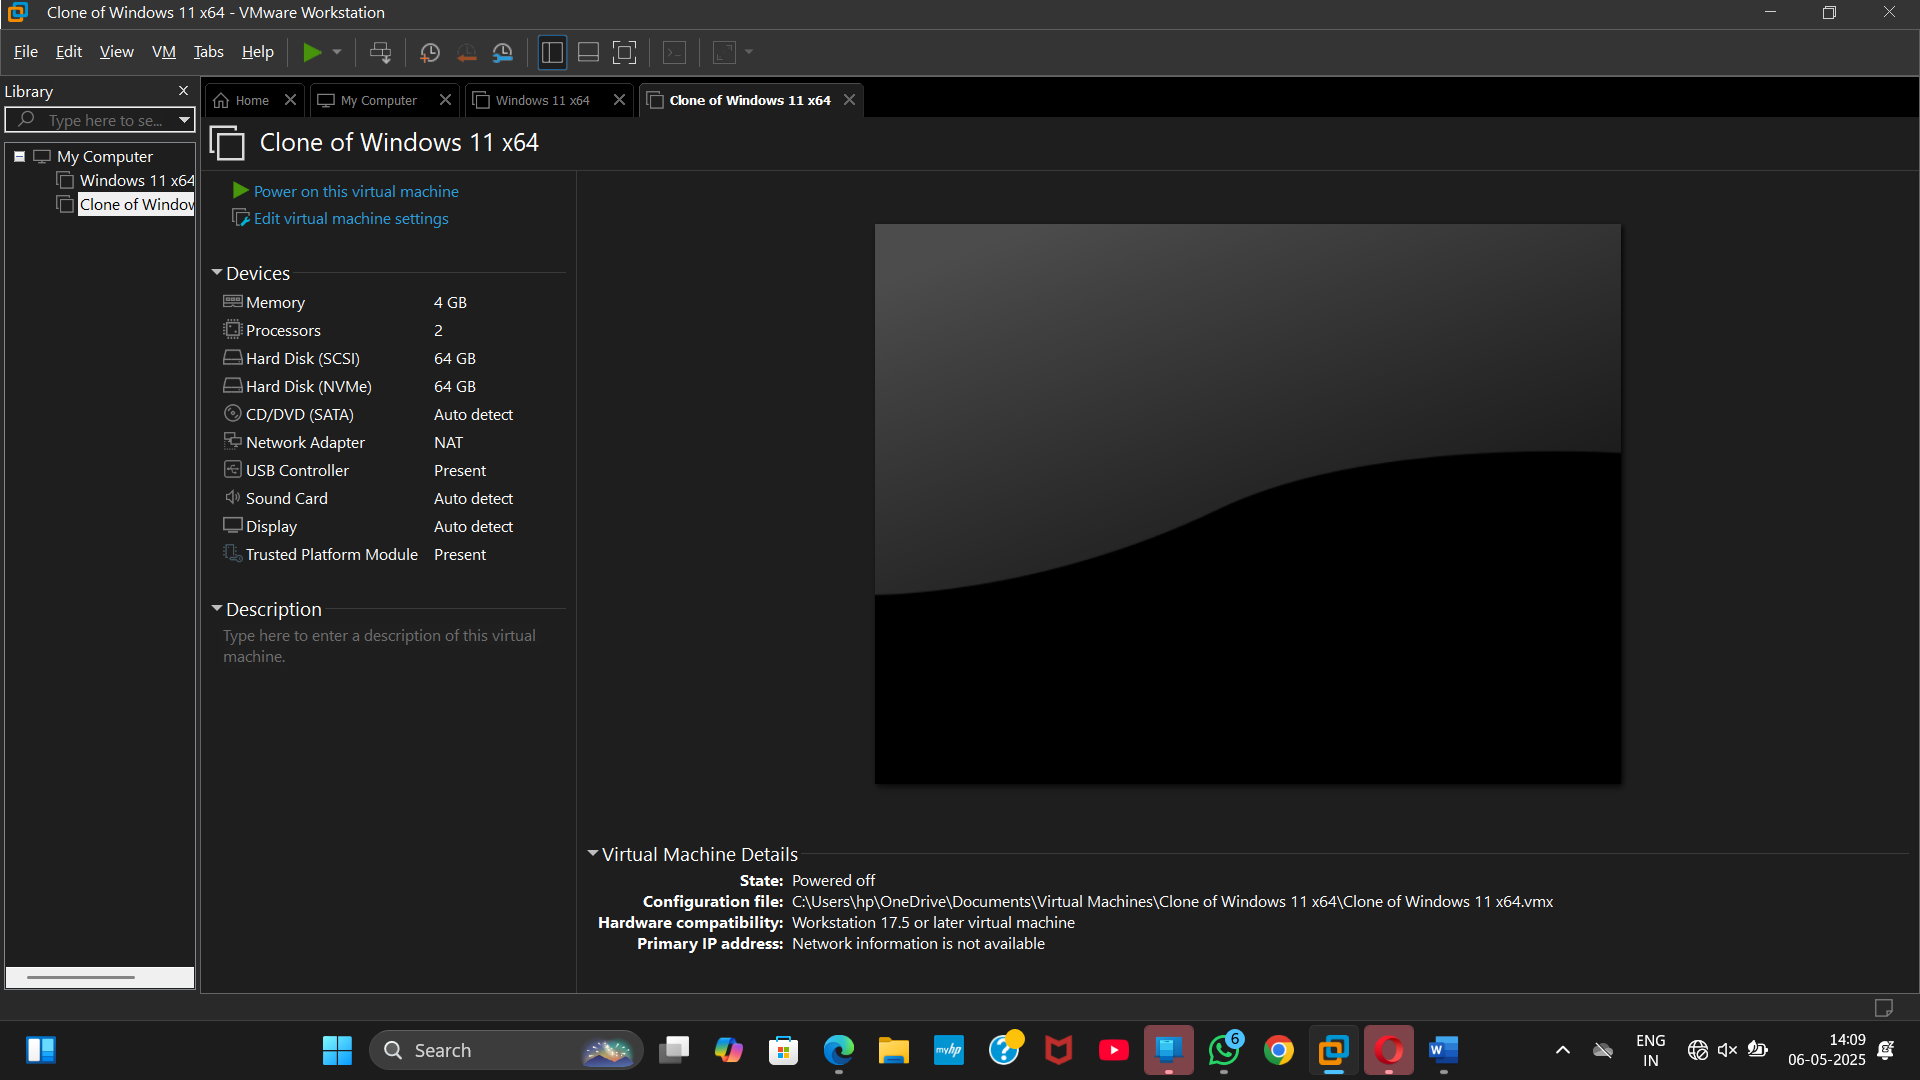 Clone of Windows 11 x64 - VMware Workstation
File Edit View VM Tabs Help
Library
Type here to se...
My Computer
Windows 11 x64
Clone of Window
Home
My Computer
Windows 11 x64
Clone of Windows 11 x64
Clone of Windows 11 x64
Power on this virtual machine
Edit virtual machine settings
Devices
Memory 4 GB
Processors 2
Hard Disk (SCSI) 64 GB
Hard Disk (NVMe) 64 GB
CD/DVD (SATA) Auto detect
Network Adapter NAT
USB Controller Present
Sound Card Auto detect
Display Auto detect
Trusted Platform Module Present
Description
Type here to enter a description of this virtual
machine.
Virtual Machine Details
State: Powered off
Configuration file: C:\Users\hp\OneDrive\Documents\Virtual Machines\Clone of Windows 11 x64\Clone of Windows 11 x64.vmx
Hardware compatibility: Workstation 17.5 or later virtual machine
Primary IP address: Network information is not available
Search
myhp
6
W
ENG
IN
14:09
06-05-2025